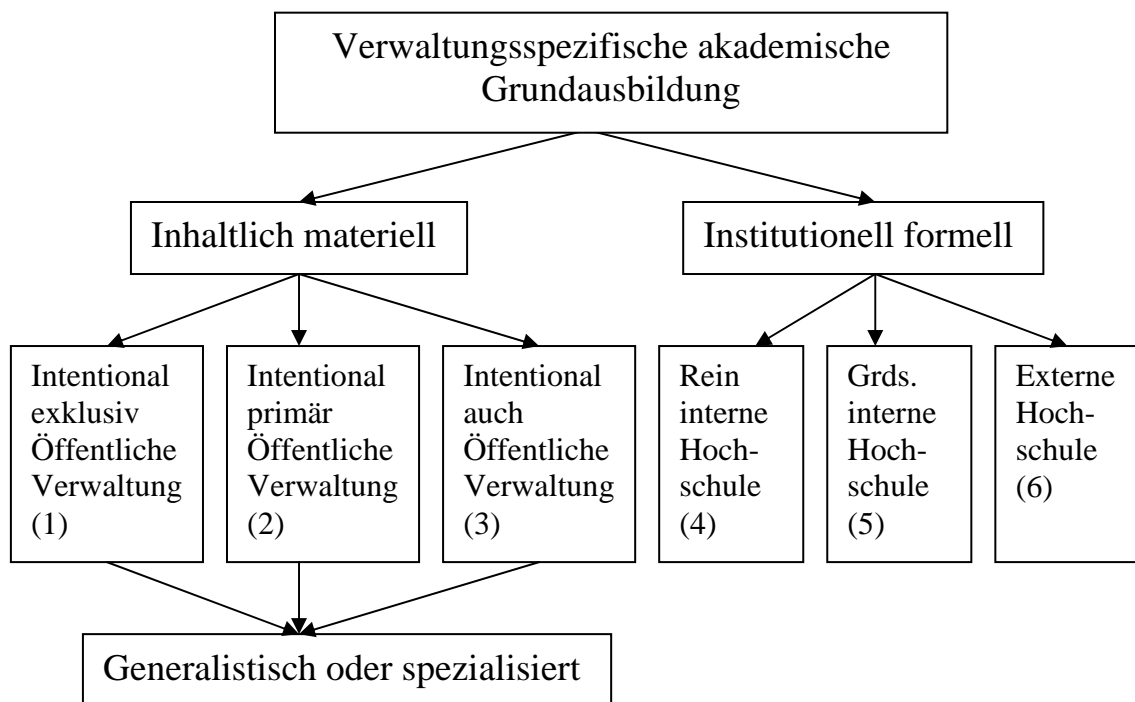 Verwaltungsspezifische akademische
Grundausbildung
Inhaltlich materiell
Institutionell formell
Intentional
exklusiv
Öffentliche
Verwaltung
(1)
Intentional
primär
Öffentliche
Verwaltung
(2)
Intentional
auch
Öffentliche
Verwaltung
(3)
Rein
interne
Hoch-
schule
(4)
Grds.
interne
Hoch-
schule
(5)
Externe
Hoch-
schule
(6)
Generalistisch oder spezialisiert